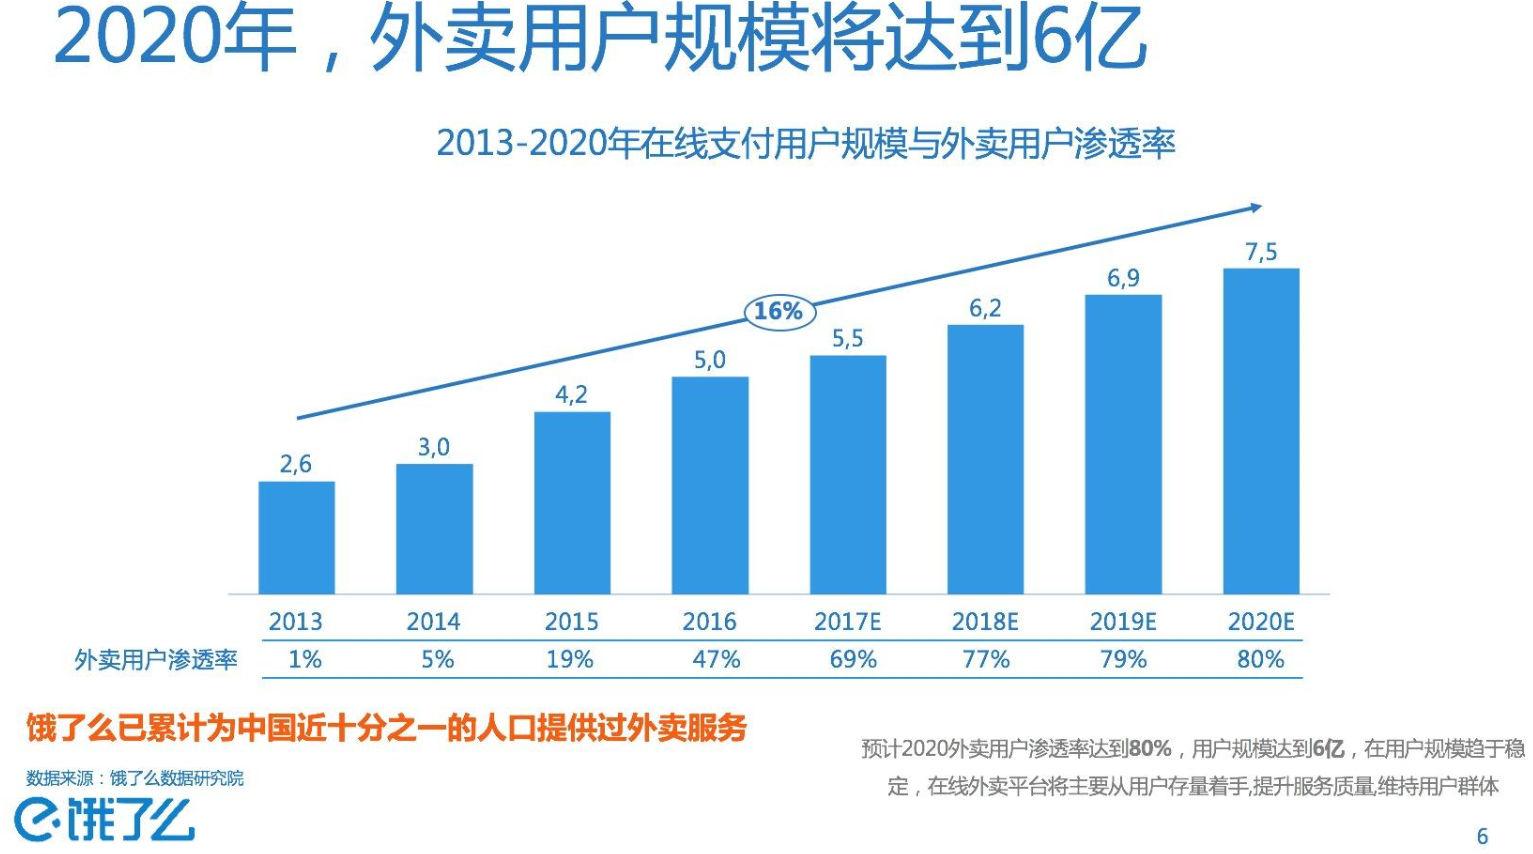 2020年，外卖用户规模将达到6亿
2013-2020年在线支付用户规模与外卖用户渗透率
16%
2,6 3,0 4,2 5,0 5,5 6,2 6,9 7,5
2013 2014 2015 2016 2017E 2018E 2019E 2020E
外卖用户渗透率 1% 5% 19% 47% 69% 77% 79% 80%
饿了么已累计为中国近十分之一的人口提供过外卖服务
预计2020外卖用户渗透率达到80%，用户规模达到6亿，在用户规模趋于稳
定，在线外卖平台将主要从用户存量着手,提升服务质量,维持用户群体
数据来源：饿了么数据研究院
饿了么
6